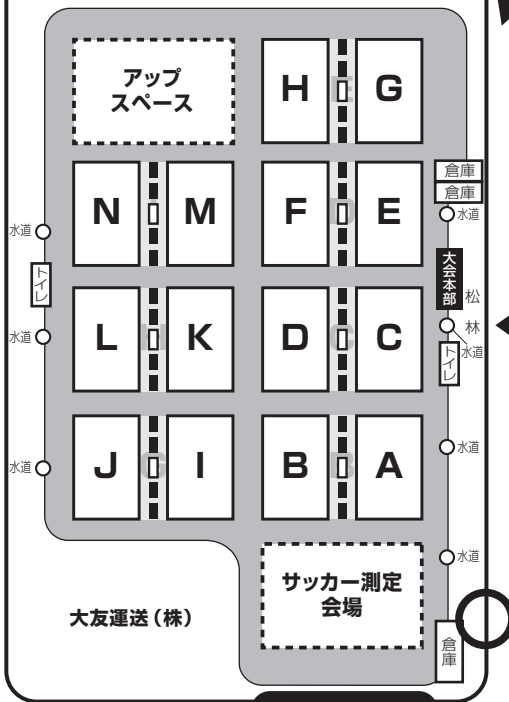 アップ
スペース
H
E
G
倉庫
倉庫
N
M
F
D
E
水道
水道
トイレ
大会本部
松
林
L
H
K
D
C
C
水道
水道
トイレ
J
G
I
B
B
A
水道
水道
サッカー測定
会場
水道
大友運送(株)
倉庫